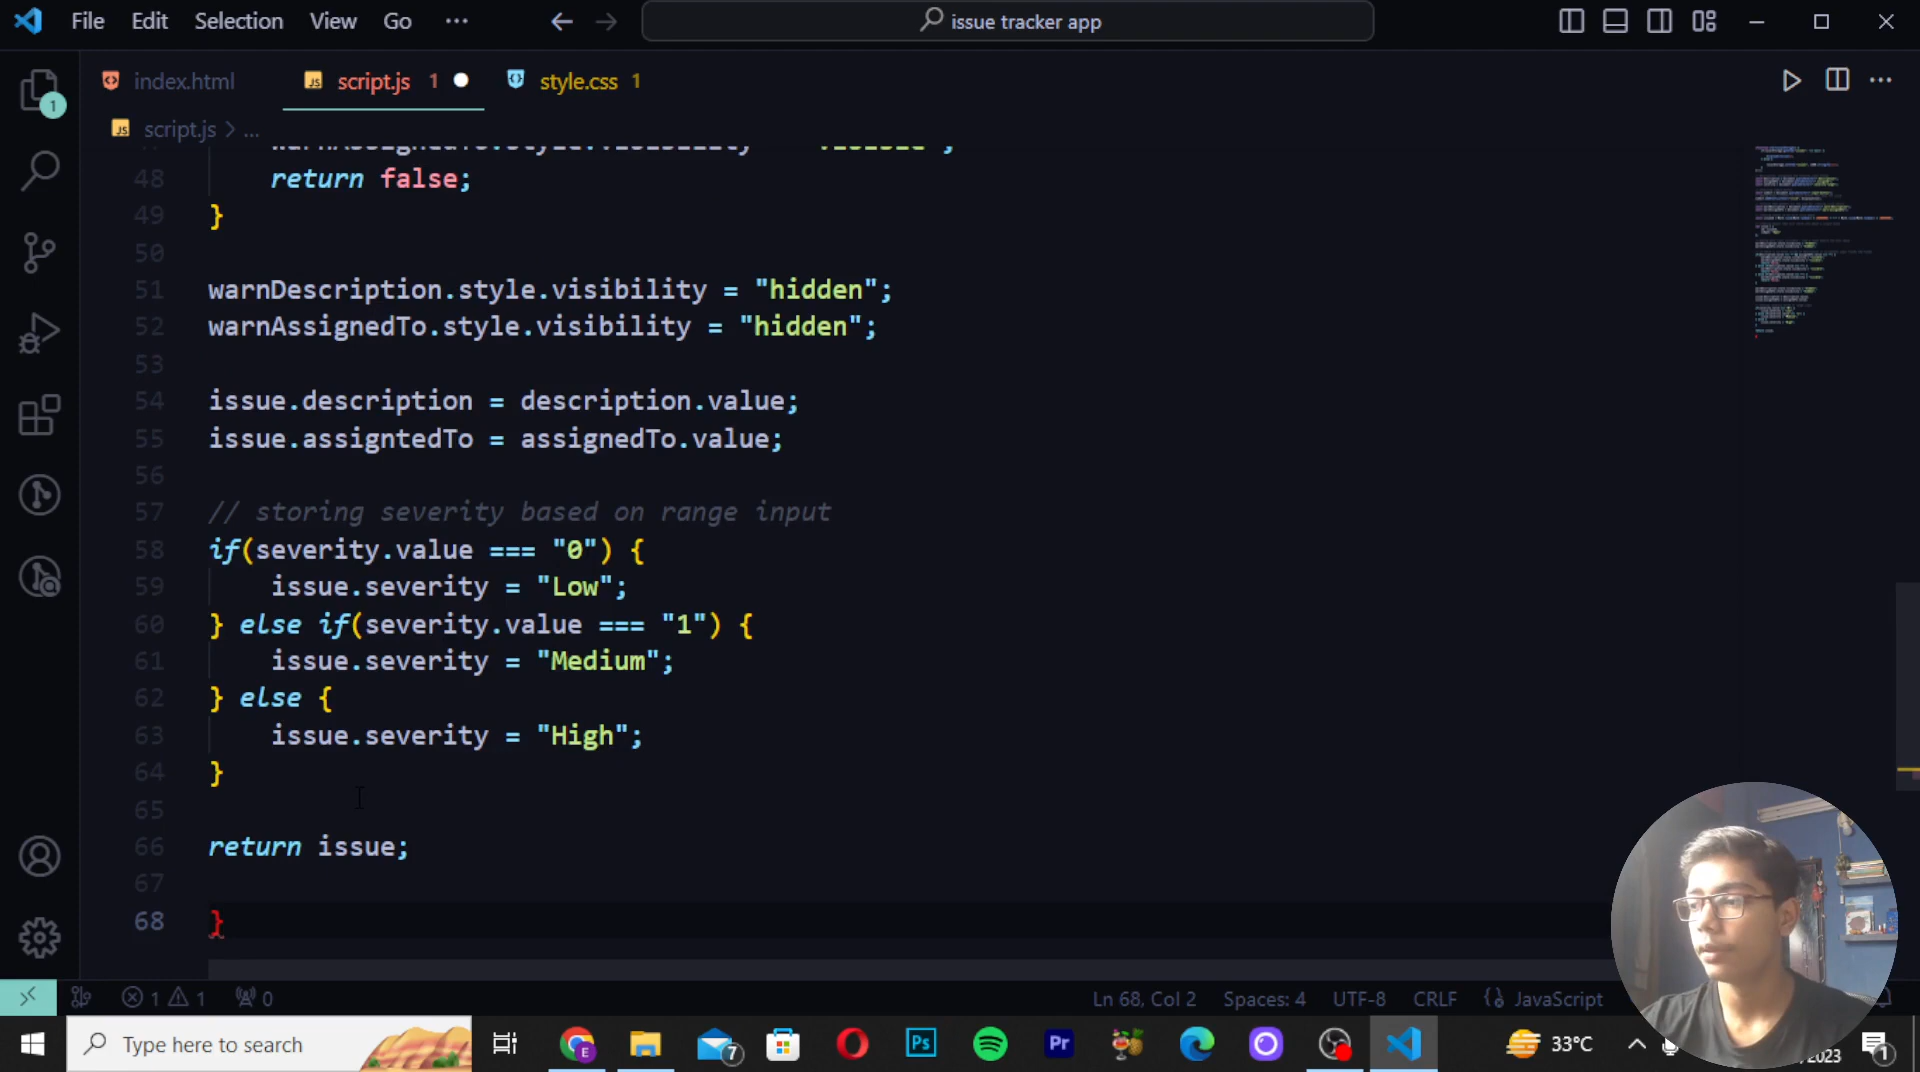 File Edit Selection View Go ··· issue tracker app
index.html script.js 1 style.css 1
script.js > ...
48 return false;
49 }
50
51 warnDescription.style.visibility = "hidden";
52 warnAssignedTo.style.visibility = "hidden";
53
54 issue.description = description.value;
55 issue.assigntedTo = assignedTo.value;
56
57 // storing severity based on range input
58 if(severity.value === "0") {
59 issue.severity = "Low";
60 } else if(severity.value === "1") {
61 issue.severity = "Medium";
62 } else {
63 issue.severity = "High";
64 }
65
66 return issue;
67
68 }
1 1 0 Ln 68, Col 2 Spaces: 4 UTF-8 CRLF {} JavaScript
Type here to search E 7 Ps Pr 33°C 2023 1